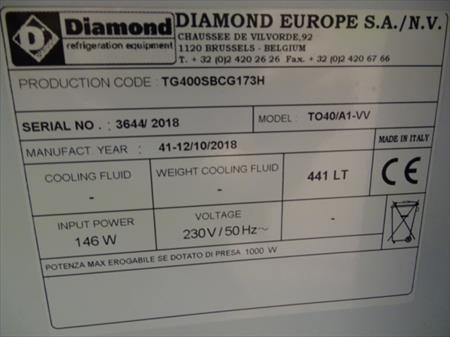 D
Diamond
refrigeration equipment
DIAMOND EUROPE S.A./N.V.
CHAUSSEE DE VILVORDE,92
1120 BRUSSELS - BELGIUM
T. + 32 (0)2 420 26 26 Fax + 32 (0)2 420 67 66
PRODUCTION CODE : TG400SBCG173H
SERIAL NO. : 3644/ 2018
MODEL : TO40/A1-VV
MANUFACT. YEAR : 41-12/10/2018
MADE IN ITALY
COOLING FLUID
-
WEIGHT COOLING FLUID
-
441 LT
CE
INPUT POWER
146 W
VOLTAGE
230V / 50 Hz ~
-
POTENZA MAX EROGABILE SE DOTATO DI PRESA 1000 W